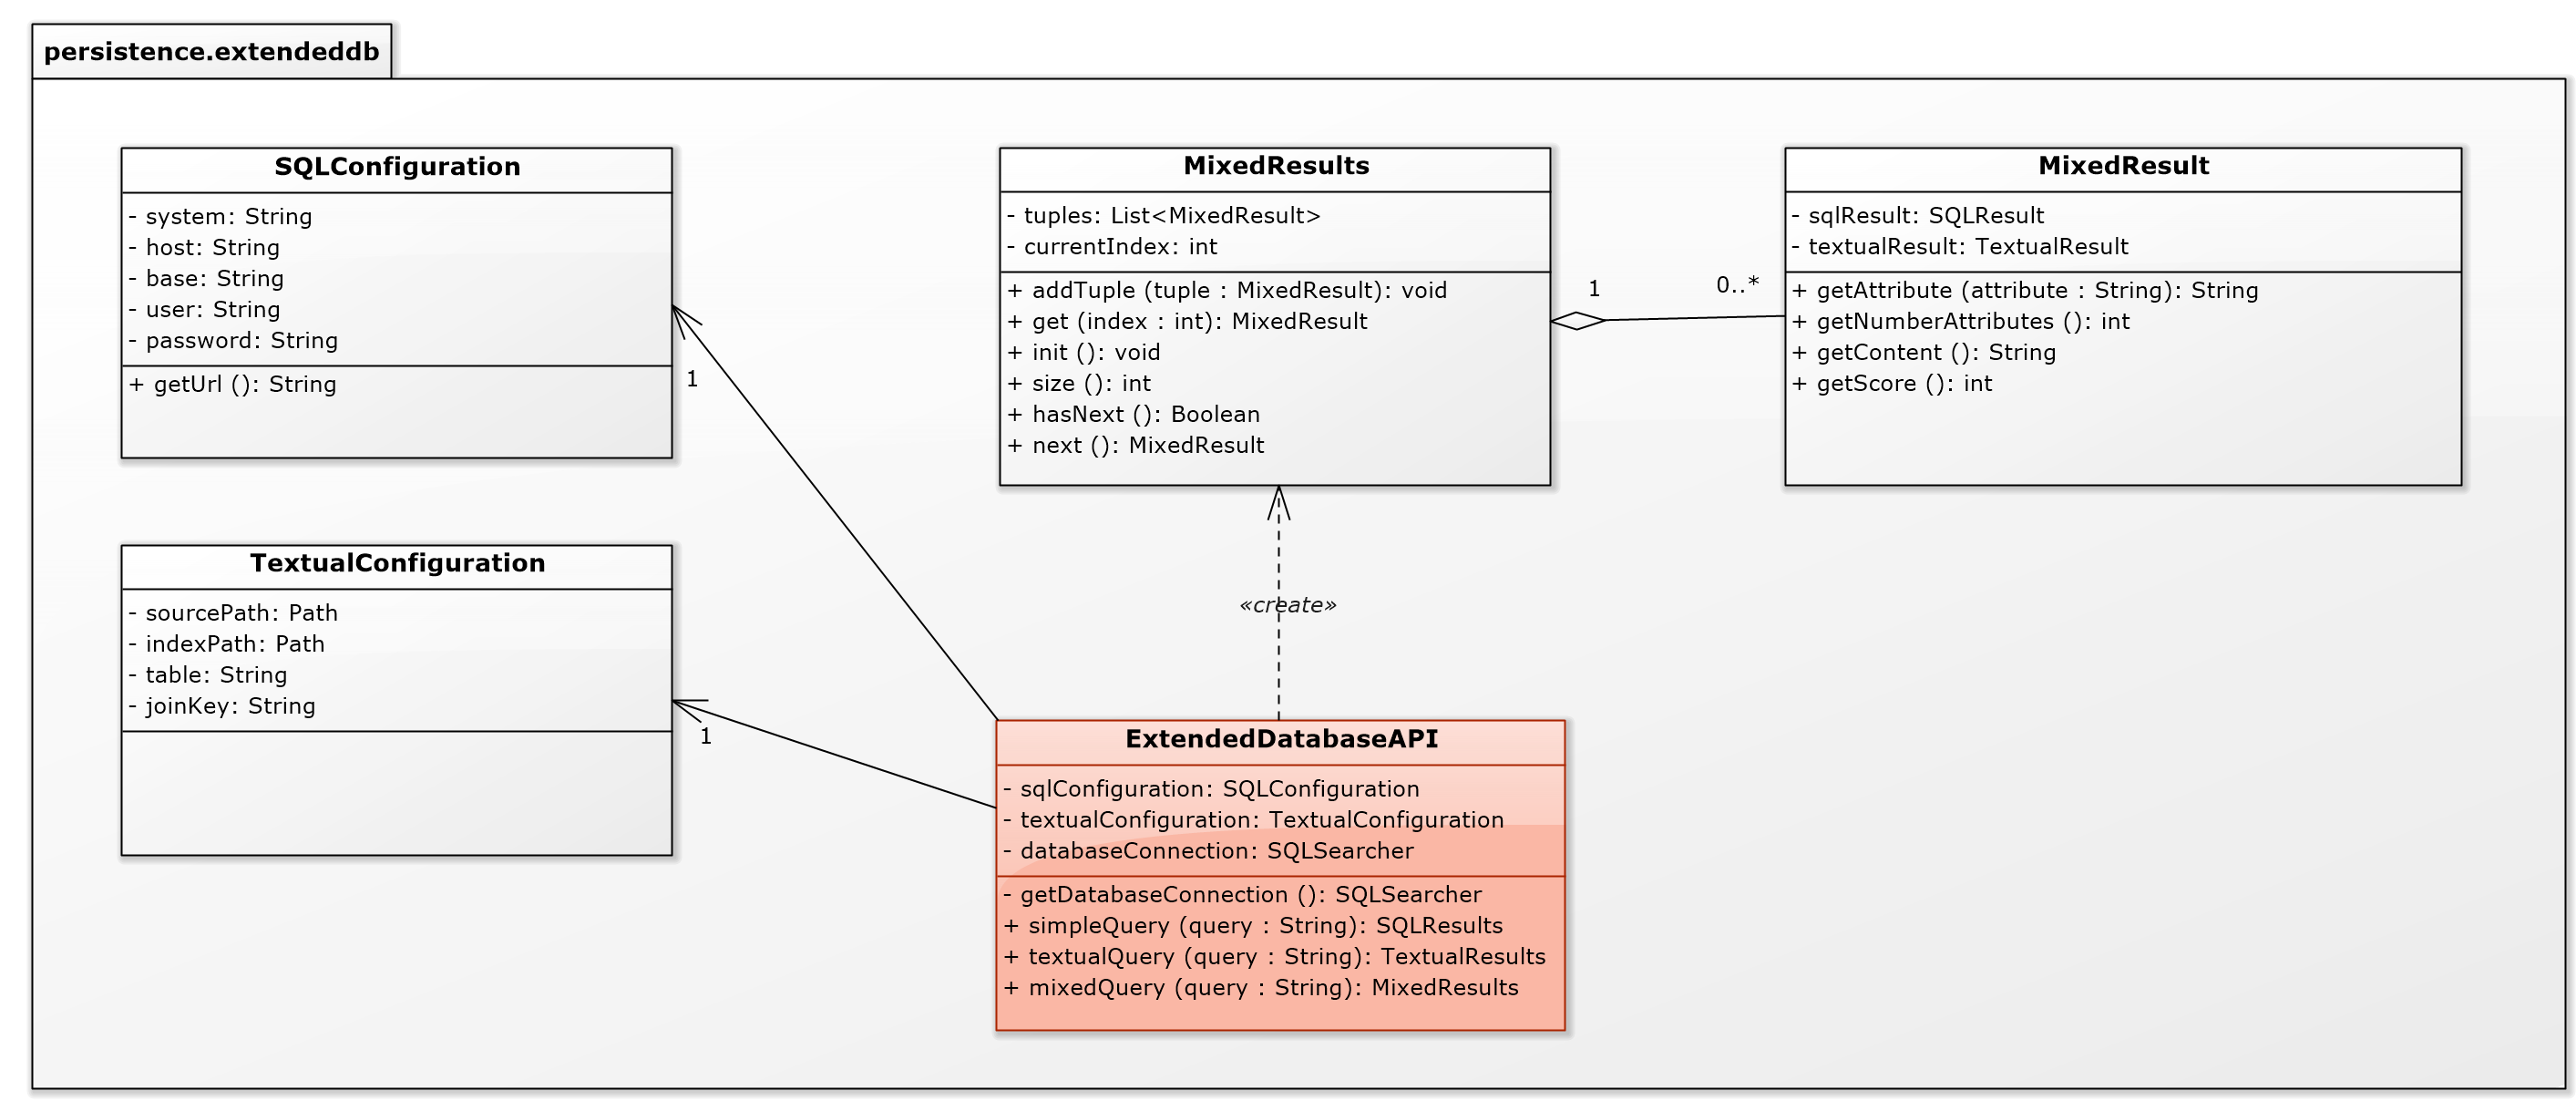 persistence.extendeddb
SQLConfiguration
- system: String
- host: String
- base: String
- user: String
- password: String
+ getUrl (): String
1
MixedResults
- tuples: List<MixedResult>
- currentIndex: int
+ addTuple (tuple : MixedResult): void
+ get (index : int): MixedResult
+ init (): void
+ size (): int
+ hasNext (): Boolean
+ next (): MixedResult
1
0..*
MixedResult
- sqlResult: SQLResult
- textualResult: TextualResult
+ getAttribute (attribute : String): String
+ getNumberAttributes (): int
+ getContent (): String
+ getScore (): int
TextualConfiguration
- sourcePath: Path
- indexPath: Path
- table: String
- joinKey: String
1
«create»
ExtendedDatabaseAPI
- sqlConfiguration: SQLConfiguration
- textualConfiguration: TextualConfiguration
- databaseConnection: SQLSearcher
- getDatabaseConnection (): SQLSearcher
+ simpleQuery (query : String): SQLResults
+ textualQuery (query : String): TextualResults
+ mixedQuery (query : String): MixedResults